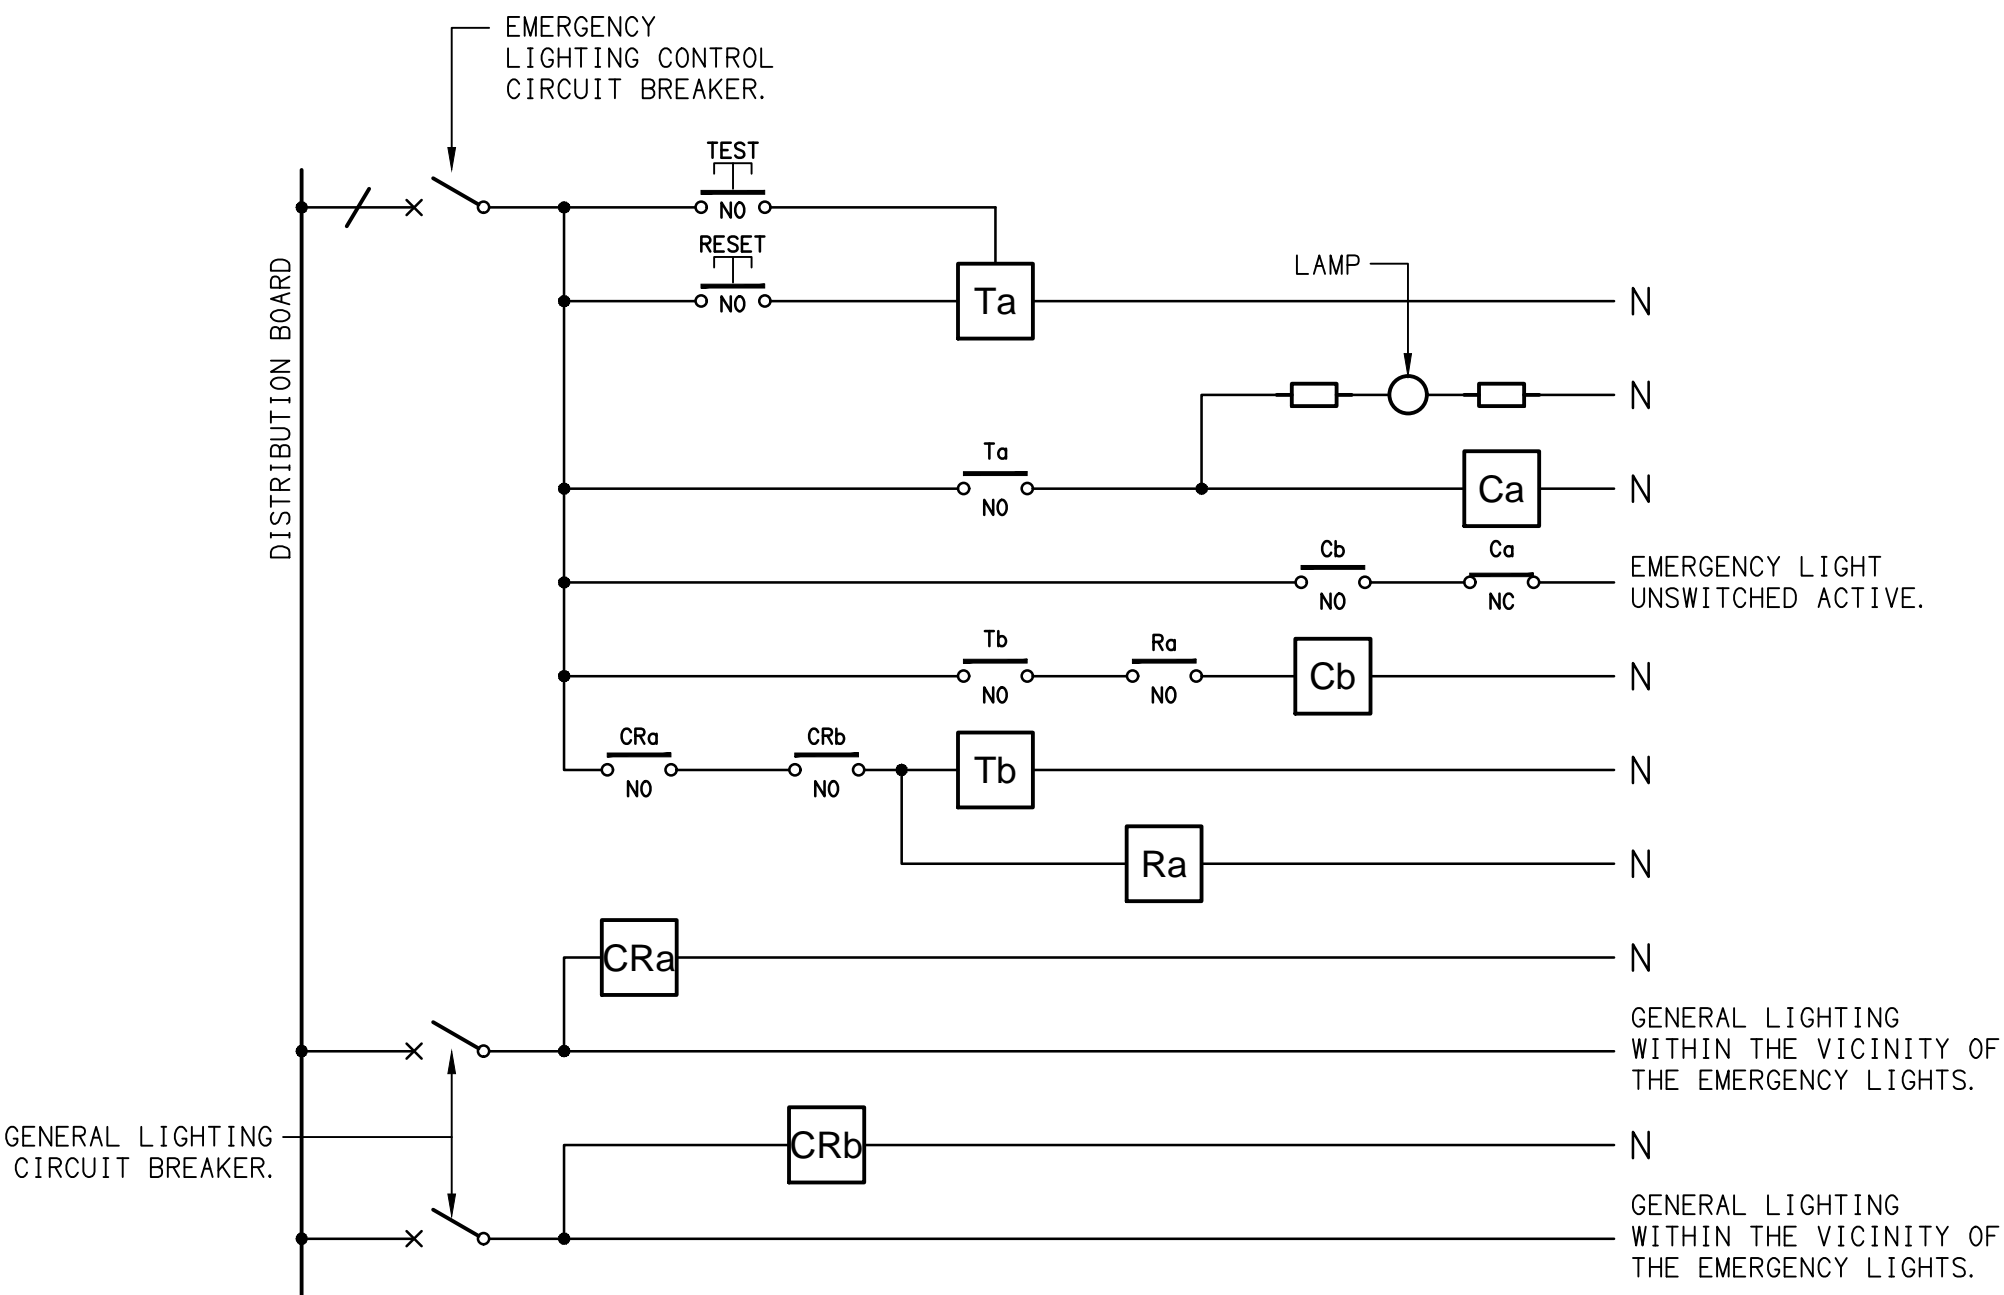 EMERGENCY
LIGHTING CONTROL
CIRCUIT BREAKER.
TEST
NO
RESET
NO
Ta
N
LAMP
N
DISTRIBUTION BOARD
Ta
NO
Ca
N
Cb
NO
Ca
NC
EMERGENCY LIGHT
UNSWITCHED ACTIVE.
Tb
NO
Ra
NO
Cb
N
CRa
NO
CRb
NO
Tb
N
Ra
N
CRa
N
GENERAL LIGHTING
WITHIN THE VICINITY OF
THE EMERGENCY LIGHTS.
GENERAL LIGHTING
CIRCUIT BREAKER.
CRb
N
GENERAL LIGHTING
WITHIN THE VICINITY OF
THE EMERGENCY LIGHTS.